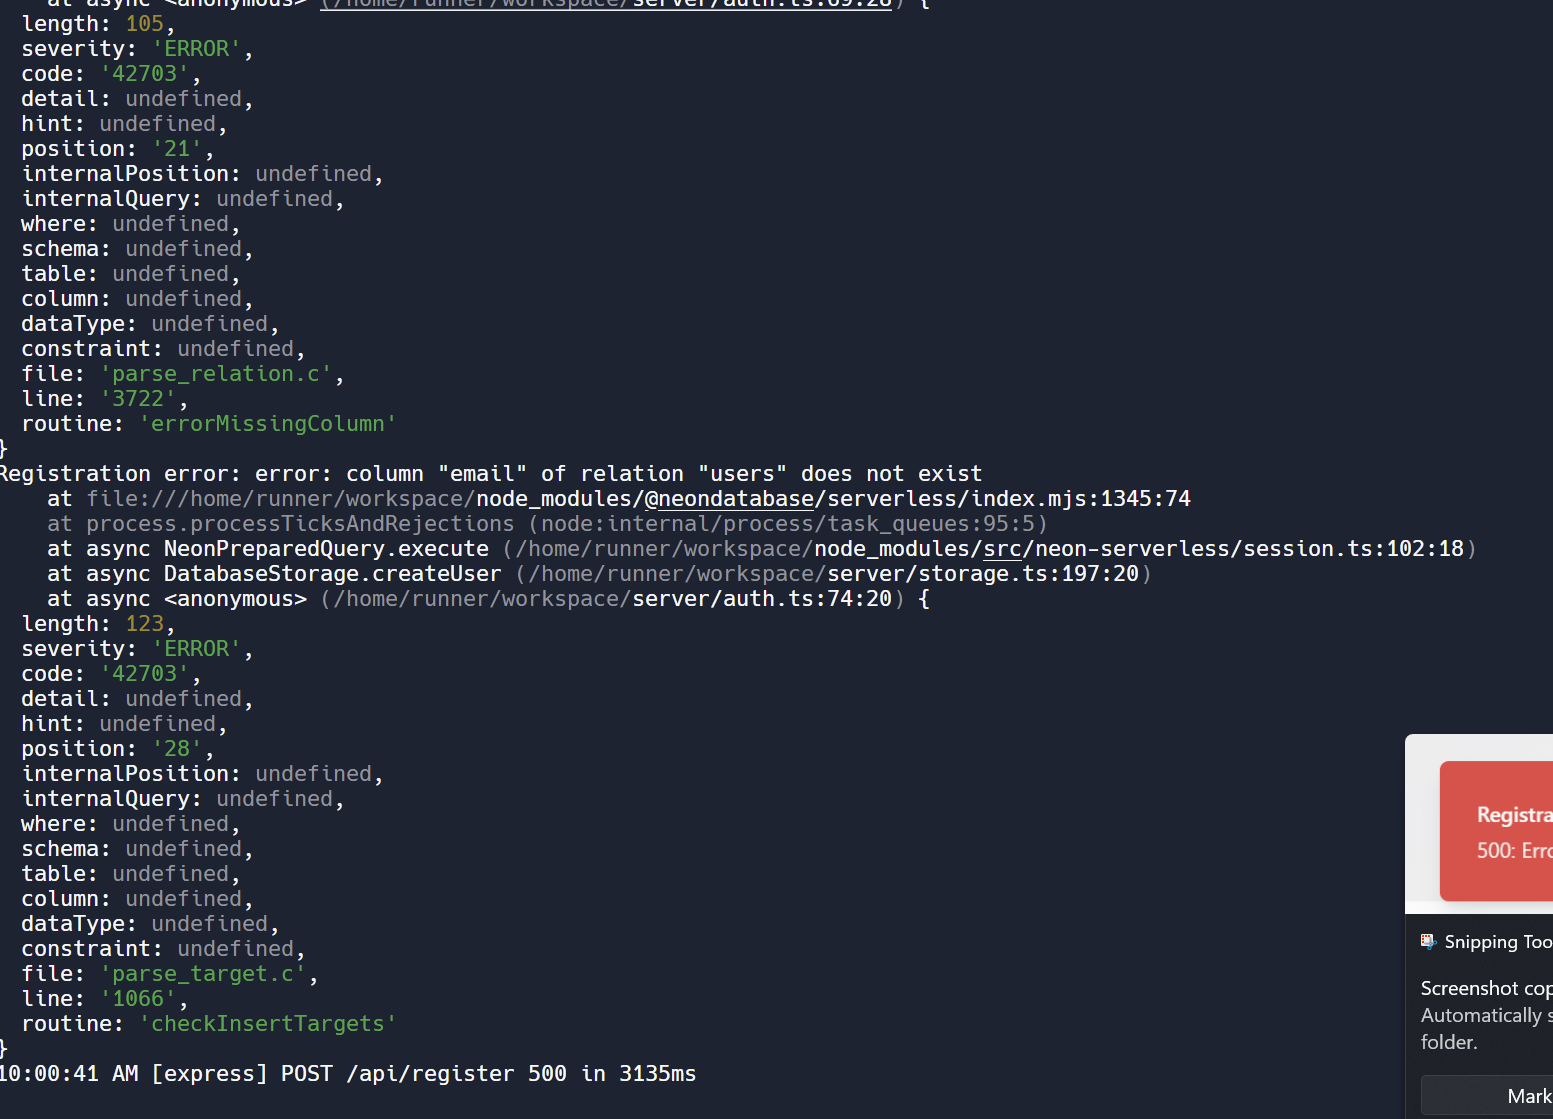 at async <anonymous> (/home/runner/workspace/server/auth.ts:69:28) {
length: 105,
severity: 'ERROR',
code: '42703',
detail: undefined,
hint: undefined,
position: '21',
internalPosition: undefined,
internalQuery: undefined,
where: undefined,
schema: undefined,
table: undefined,
column: undefined,
dataType: undefined,
constraint: undefined,
file: 'parse_relation.c',
line: '3722',
routine: 'errorMissingColumn'
}
Registration error: error: column "email" of relation "users" does not exist
at file:///home/runner/workspace/node_modules/@neondatabase/serverless/index.mjs:1345:74
at process.processTicksAndRejections (node:internal/process/task_queues:95:5)
at async NeonPreparedQuery.execute (/home/runner/workspace/node_modules/src/neon-serverless/session.ts:102:18)
at async DatabaseStorage.createUser (/home/runner/workspace/server/storage.ts:197:20)
at async <anonymous> (/home/runner/workspace/server/auth.ts:74:20) {
length: 123,
severity: 'ERROR',
code: '42703',
detail: undefined,
hint: undefined,
position: '28',
internalPosition: undefined,
internalQuery: undefined,
where: undefined,
schema: undefined,
table: undefined,
column: undefined,
dataType: undefined,
constraint: undefined,
file: 'parse_target.c',
line: '1066',
routine: 'checkInsertTargets'
}
10:00:41 AM [express] POST /api/register 500 in 3135ms
Registra
500: Erro
Snipping Too
Screenshot cop
Automatically s
folder.
Mark